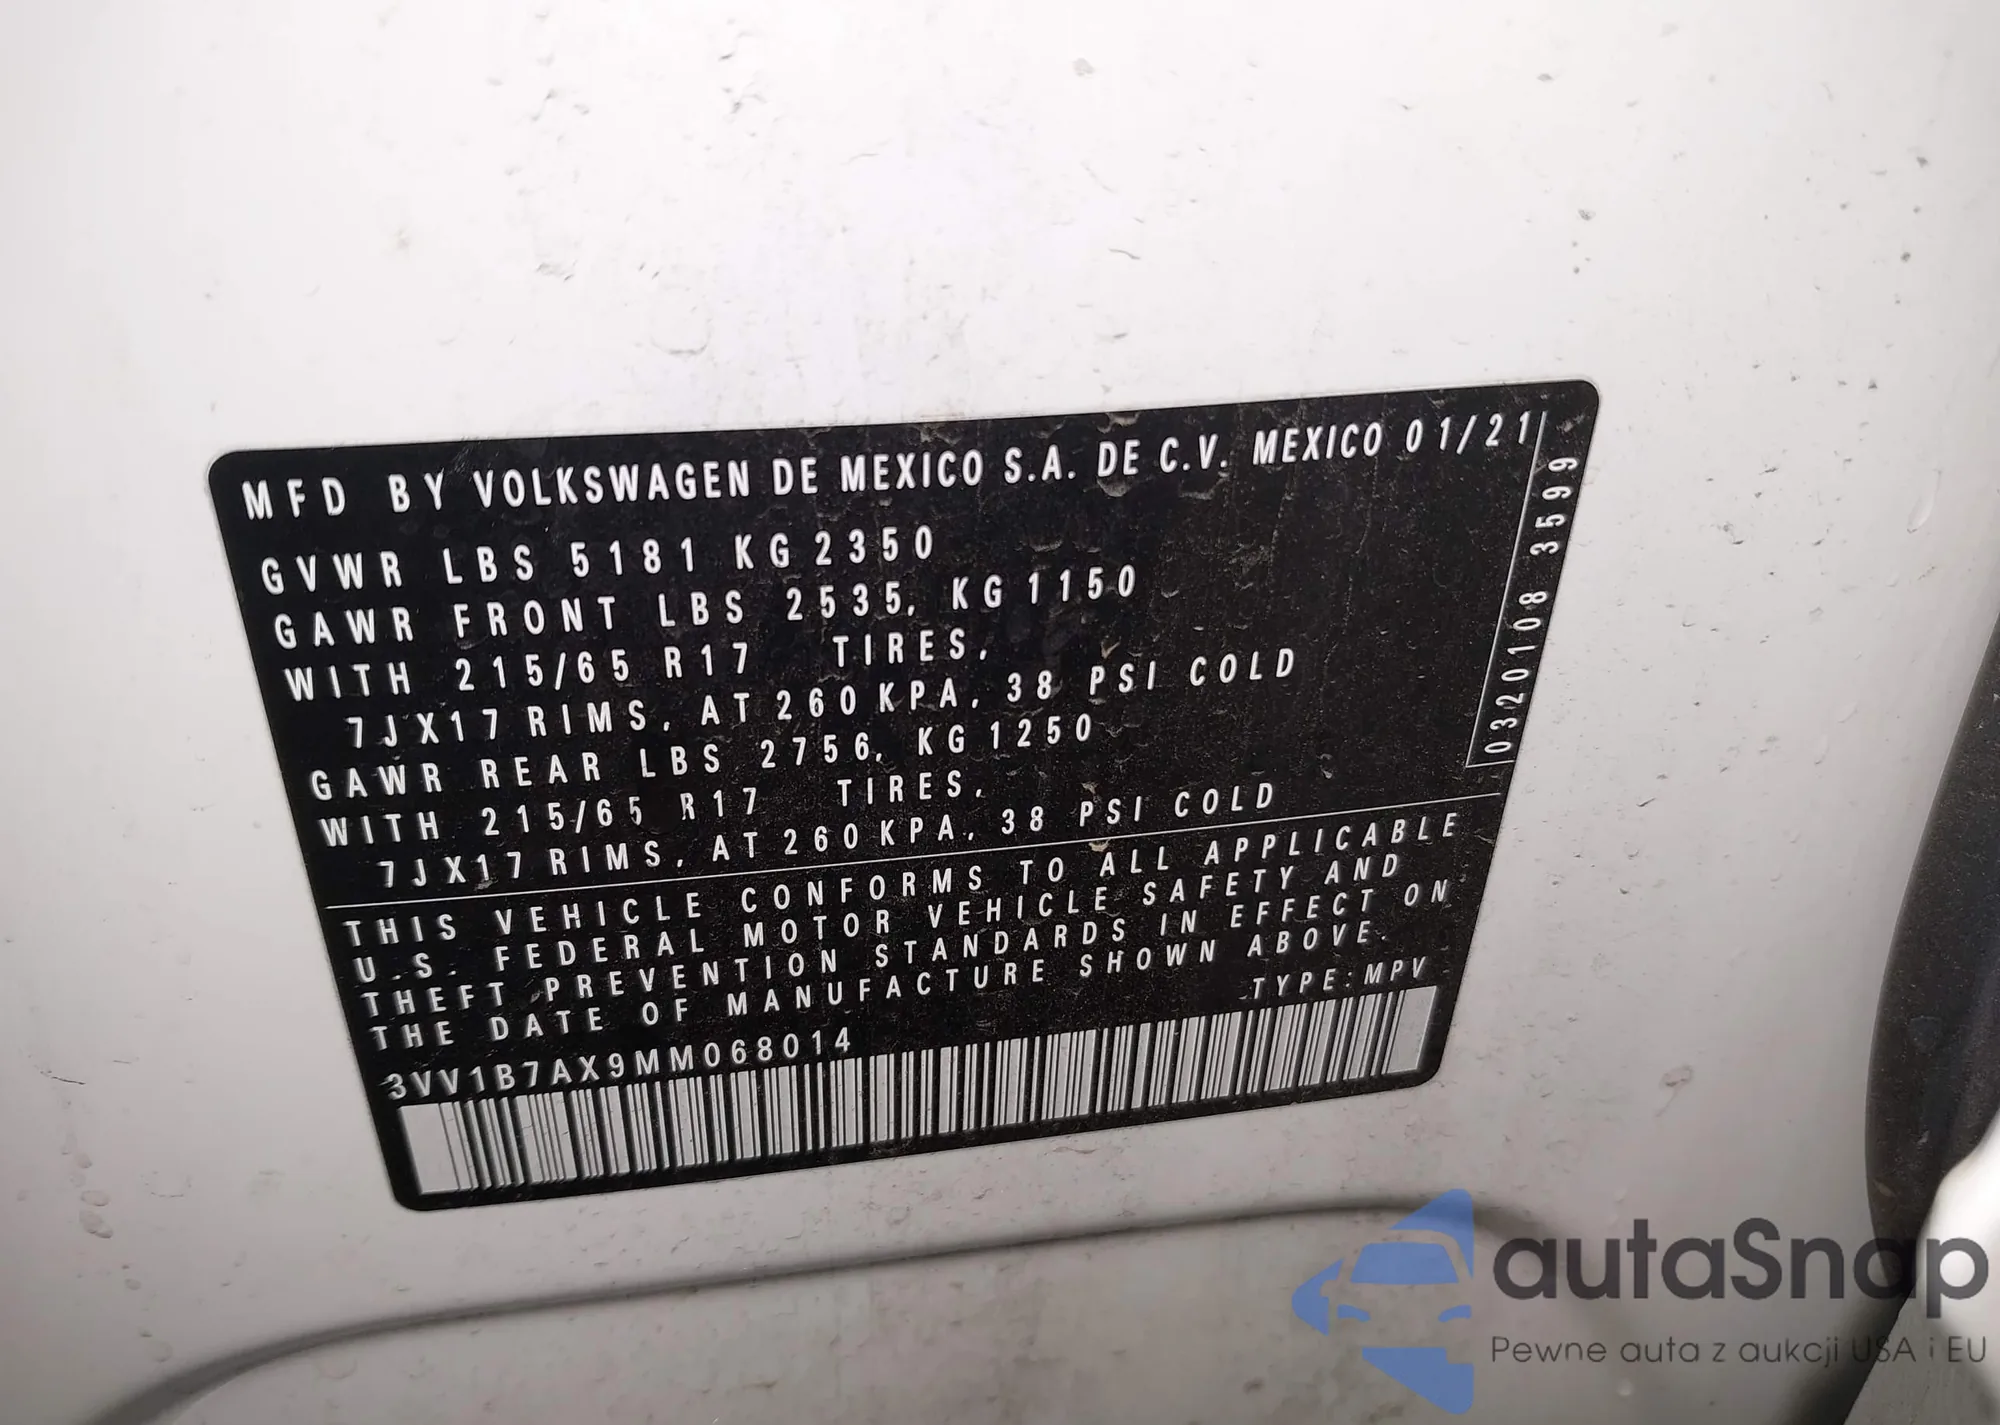 MFD BY VOLKSWAGEN DE MEXICO S.A. DE C.V. MEXICO 01/21
GVWR LBS 5181 KG 2350
GAWR FRONT LBS 2535, KG 1150
WITH 215/65 R17 TIRES,
7JX17 RIMS, AT 260 KPA, 38 PSI COLD
GAWR REAR LBS 2756, KG 1250
WITH 215/65 R17 TIRES,
7JX17 RIMS, AT 260 KPA, 38 PSI COLD
0320108 3599
THIS VEHICLE CONFORMS TO ALL APPLICABLE
U.S. FEDERAL MOTOR VEHICLE SAFETY AND
THEFT PREVENTION STANDARDS IN EFFECT ON
THE DATE OF MANUFACTURE SHOWN ABOVE.
3VV1B7AX9MM068014 TYPE: MPV
autaSnap
Pewne auta z aukcji USA i EU